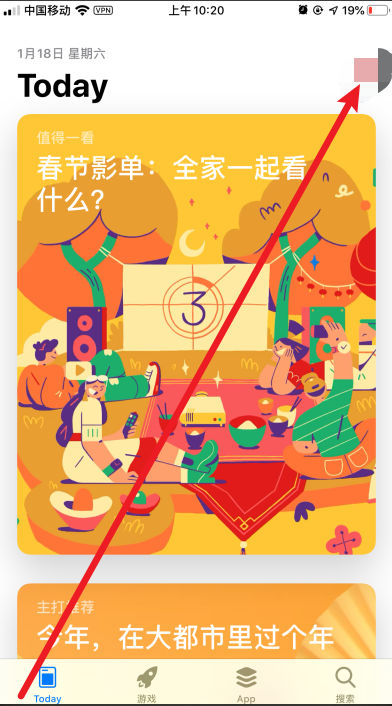 中国移动 VPN 上午 10:20 19%
1月18日 星期六
Today
值得一看
春节影单：全家一起看
什么？
3
主打推荐
今年，在大都市里过个年
Today 游戏 App 搜索